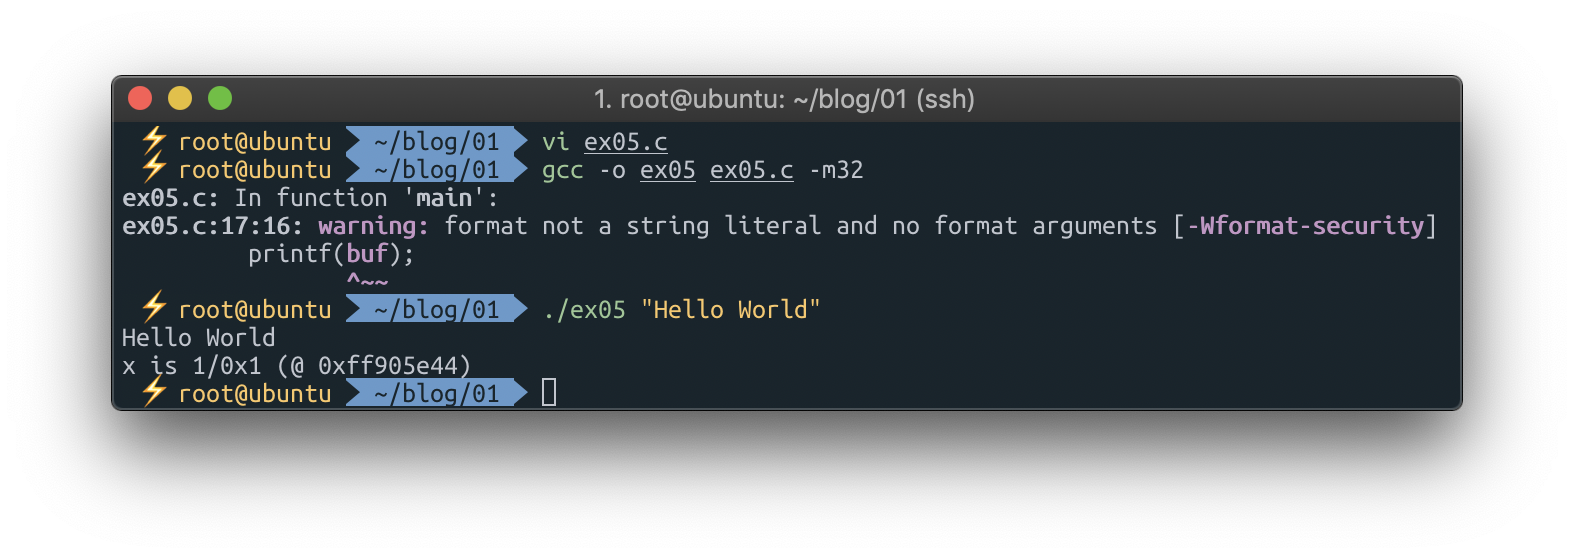 1. root@ubuntu: ~/blog/01 (ssh)
⚡ root@ubuntu ~/blog/01 vi ex05.c
⚡ root@ubuntu ~/blog/01 gcc -o ex05 ex05.c -m32
ex05.c: In function 'main':
ex05.c:17:16: warning: format not a string literal and no format arguments [-Wformat-security]
printf(buf);
^~~
⚡ root@ubuntu ~/blog/01 ./ex05 "Hello World"
Hello World
x is 1/0x1 (@ 0xff905e44)
⚡ root@ubuntu ~/blog/01